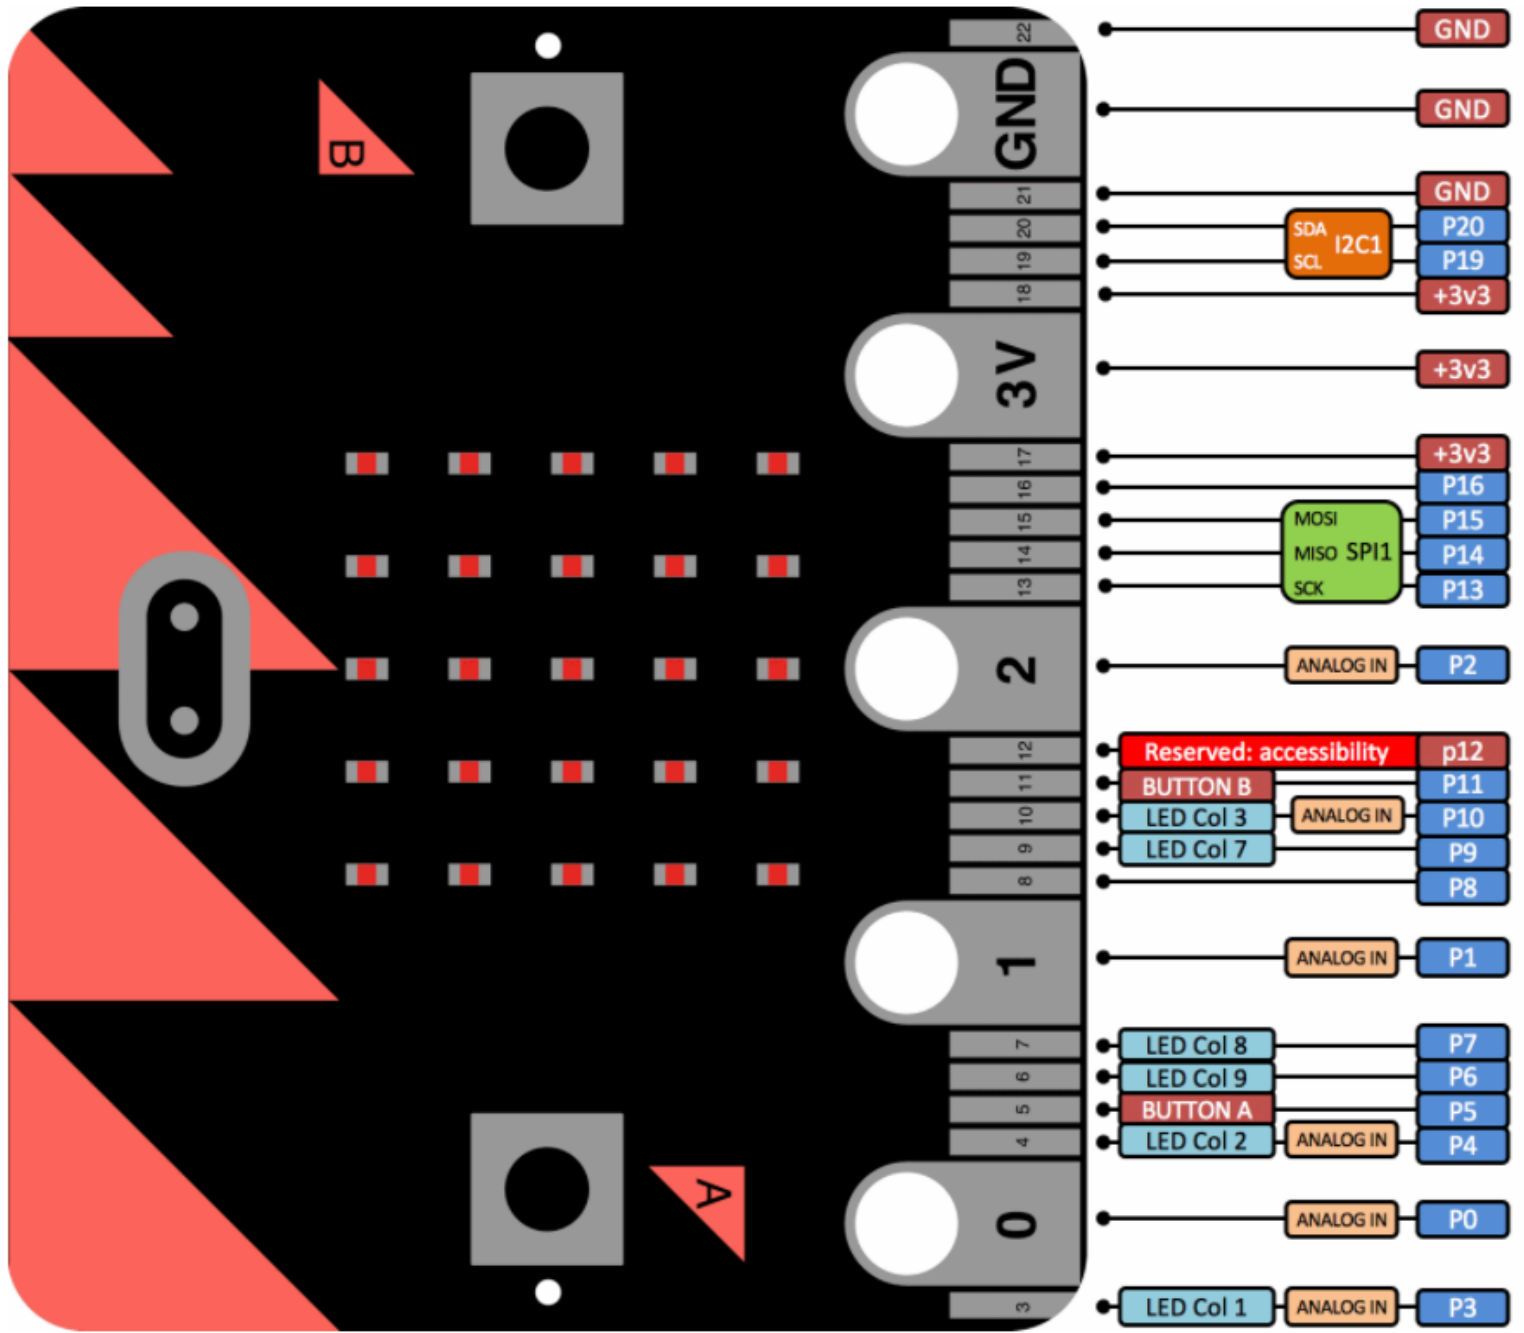 22 GND
GND GND
21 GND
20 SDA I2C1 P20
19 SCL P19
18 +3v3
3V +3v3
17 +3v3
16 P16
15 MOSI P15
14 MISO SPI1 P14
13 SCK P13
2 ANALOG IN P2
12 Reserved: accessibility p12
11 BUTTON B P11
10 LED Col 3 ANALOG IN P10
9 LED Col 7 P9
8 P8
1 ANALOG IN P1
7 LED Col 8 P7
6 LED Col 9 P6
5 BUTTON A P5
4 LED Col 2 ANALOG IN P4
0 ANALOG IN P0
3 LED Col 1 ANALOG IN P3
B
A